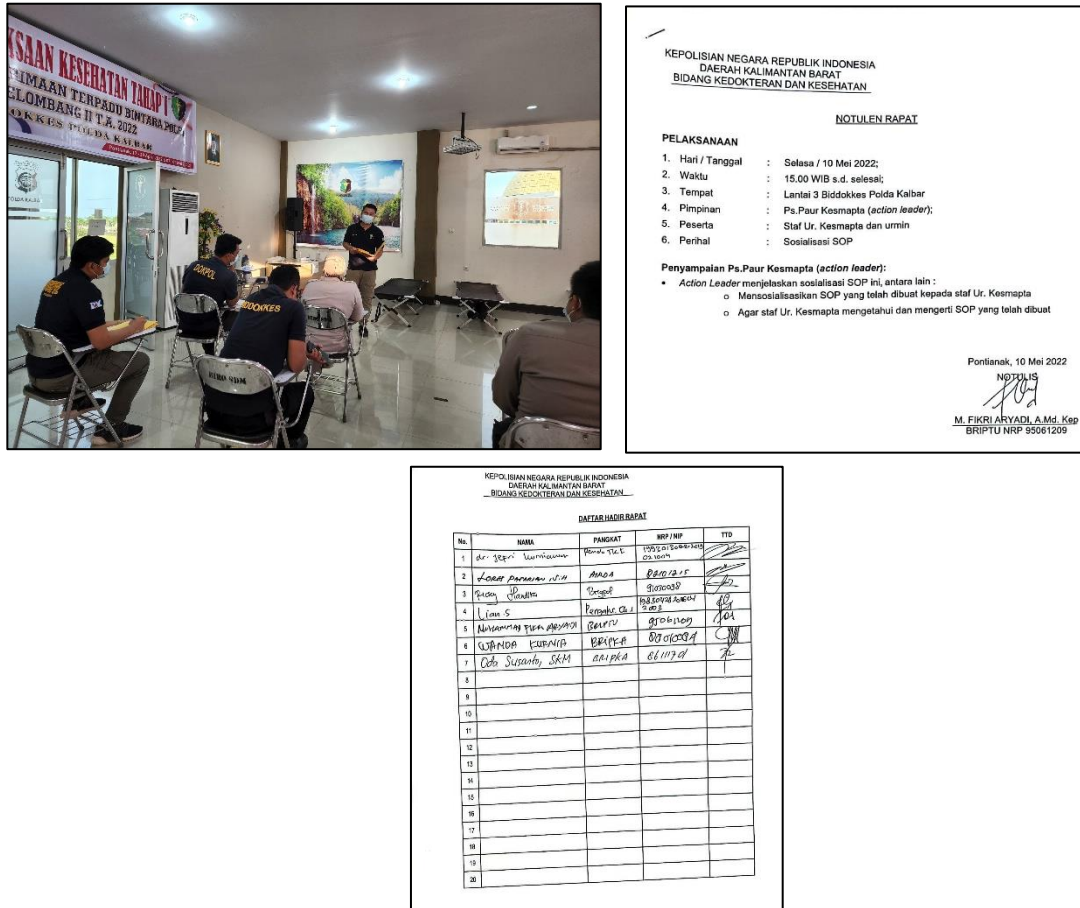 KSAAN KESEHATAN TAHAP I
RIMAAN TERPADU BINTARA POLRI
ELOMBANG II T.A. 2022
OKKES POLDA KALBAR
DOKPOL
BIDDOKKES
BIRO SDM
KEPOLISIAN NEGARA REPUBLIK INDONESIA
DAERAH KALIMANTAN BARAT
BIDANG KEDOKTERAN DAN KESEHATAN
NOTULEN RAPAT
PELAKSANAAN
1. Hari / Tanggal : Selasa / 10 Mei 2022;
2. Waktu : 15.00 WIB s.d. selesai;
3. Tempat : Lantai 3 Biddokkes Polda Kalbar
4. Pimpinan : Ps.Paur Kesmapta (action leader);
5. Peserta : Staf Ur. Kesmapta dan urmin
6. Perihal : Sosialisasi SOP
Penyampaian Ps.Paur Kesmapta (action leader):
• Action Leader menjelaskan sosialisasi SOP ini, antara lain :
o Mensosialisasikan SOP yang telah dibuat kepada staf Ur. Kesmapta
o Agar staf Ur. Kesmapta mengetahui dan mengerti SOP yang telah dibuat
Pontianak, 10 Mei 2022
NOTULIS
M. FIKRI ARYADI, A.Md. Kep
BRIPTU NRP 95061209
KEPOLISIAN NEGARA REPUBLIK INDONESIA
DAERAH KALIMANTAN BARAT
BIDANG KEDOKTERAN DAN KESEHATAN
DAFTAR HADIR RAPAT
No. NAMA PANGKAT NRP / NIP TTD
1 dr. Jefri Kurniawan
2
3
4 Lian S
5 MUHAMMAD FIKRI ARYADI BRIPTU 95061209
6 WANDA KURNIA BRIPKA
7 Oda Susanto, SKM BRIPKA 86111701
8
9
10
11
12
13
14
15
16
17
18
19
20